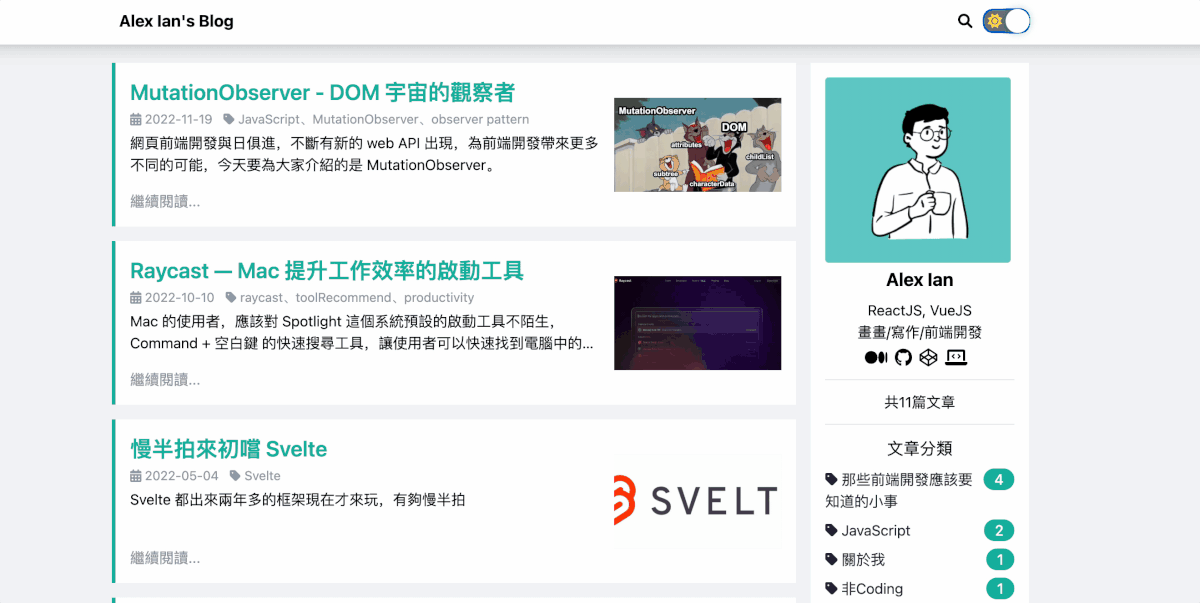 Alex Ian's Blog
MutationObserver - DOM 宇宙的觀察者
2022-11-19 JavaScript、MutationObserver、observer pattern
網頁前端開發與日俱進，不斷有新的 web API 出現，為前端開發帶來更多
不同的可能，今天要為大家介紹的是 MutationObserver。
繼續閱讀...
MutationObserver
DOM
attributes
childList
subtree
characterData
Raycast — Mac 提升工作效率的啟動工具
2022-10-10 raycast、toolRecommend、productivity
Mac 的使用者，應該對 Spotlight 這個系統預設的啟動工具不陌生，
Command + 空白鍵 的快速搜尋工具，讓使用者可以快速找到電腦中的...
繼續閱讀...
慢半拍來初嚐 Svelte
2022-05-04 Svelte
Svelte 都出來兩年多的框架現在才來玩，有夠慢半拍
繼續閱讀...
SVELT
Alex Ian
ReactJS, VueJS
畫畫/寫作/前端開發
共11篇文章
文章分類
那些前端開發應該要 4
知道的小事
JavaScript 2
關於我 1
非Coding 1